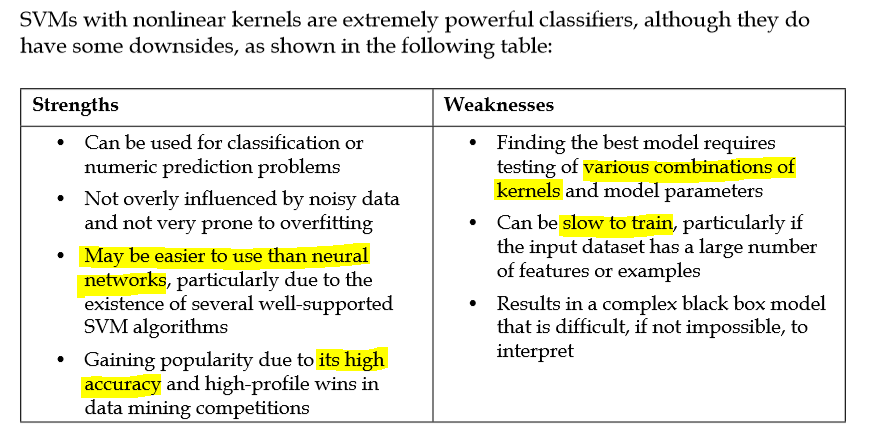 SVMs with nonlinear kernels are extremely powerful classifiers, although they do
have some downsides, as shown in the following table:
Strengths
• Can be used for classification or
numeric prediction problems
• Not overly influenced by noisy data
and not very prone to overfitting
• May be easier to use than neural
networks, particularly due to the
existence of several well-supported
SVM algorithms
• Gaining popularity due to its high
accuracy and high-profile wins in
data mining competitions
Weaknesses
• Finding the best model requires
testing of various combinations of
kernels and model parameters
• Can be slow to train, particularly if
the input dataset has a large number
of features or examples
• Results in a complex black box model
that is difficult, if not impossible, to
interpret